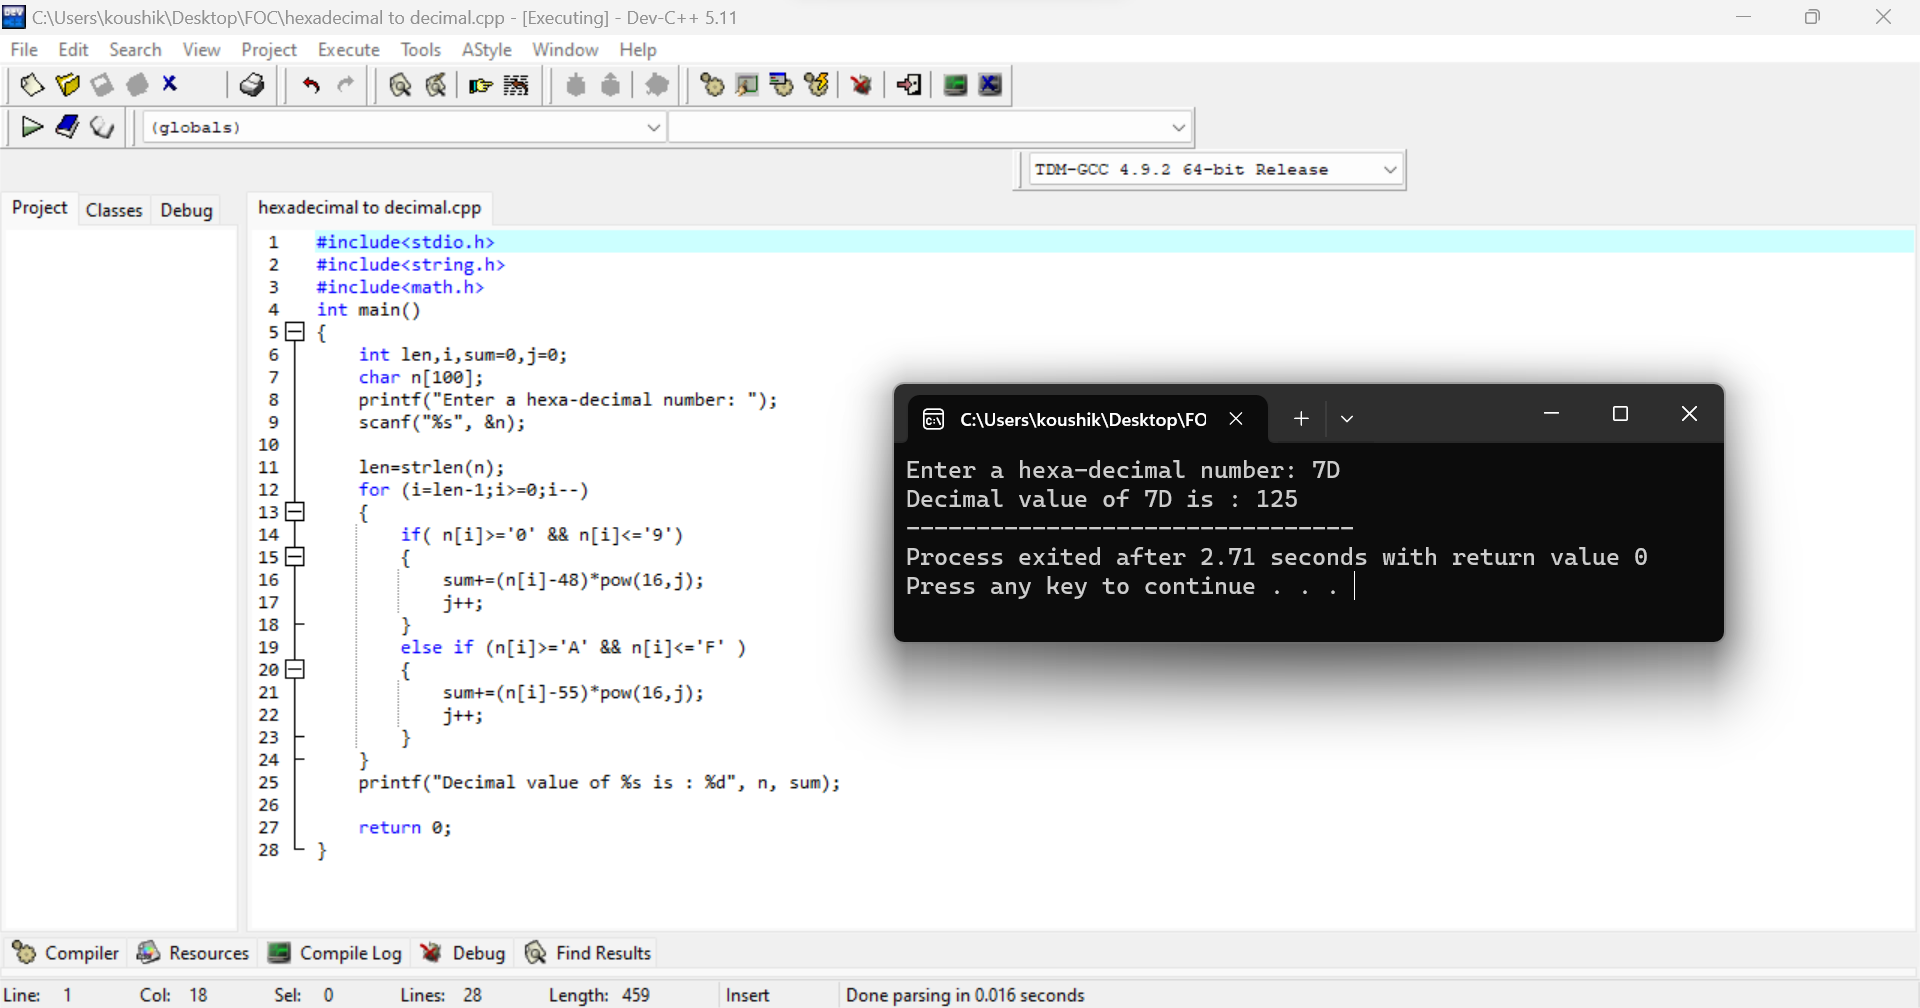 C:\Users\koushik\Desktop\FOC\hexadecimal to decimal.cpp - [Executing] - Dev-C++ 5.11
File Edit Search View Project Execute Tools AStyle Window Help
(globals)
TDM-GCC 4.9.2 64-bit Release
Project Classes Debug
hexadecimal to decimal.cpp
1 #include<stdio.h>
2 #include<string.h>
3 #include<math.h>
4 int main()
5 {
6 int len,i,sum=0,j=0;
7 char n[100];
8 printf("Enter a hexa-decimal number: ");
9 scanf("%s", &n);
10
11 len=strlen(n);
12 for (i=len-1;i>=0;i--)
13 {
14 if( n[i]>='0' && n[i]<='9')
15 {
16 sum+=(n[i]-48)*pow(16,j);
17 j++;
18 }
19 else if (n[i]>='A' && n[i]<='F' )
20 {
21 sum+=(n[i]-55)*pow(16,j);
22 j++;
23 }
24 }
25 printf("Decimal value of %s is : %d", n, sum);
26
27 return 0;
28 }
C:\Users\koushik\Desktop\FO
Enter a hexa-decimal number: 7D
Decimal value of 7D is : 125
--------------------------------
Process exited after 2.71 seconds with return value 0
Press any key to continue . . .
Compiler Resources Compile Log Debug Find Results
Line: 1 Col: 18 Sel: 0 Lines: 28 Length: 459 Insert Done parsing in 0.016 seconds